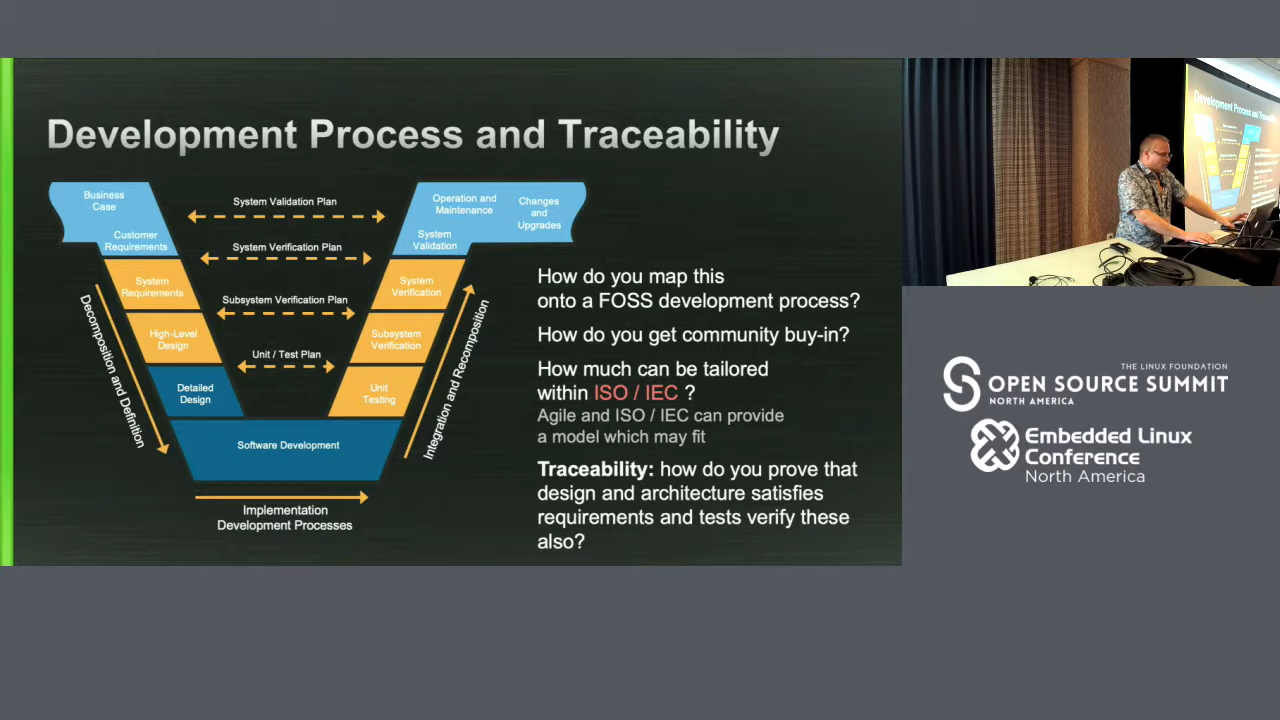 Development Process and Traceability
Business
Case
Customer
Requirements
System
Requirements
High-Level
Design
Detailed
Design
Software Development
System Validation Plan
System Verification Plan
Subsystem Verification Plan
Unit / Test Plan
Operation and
Maintenance
Changes
and
Upgrades
System
Validation
System
Verification
Subsystem
Verification
Unit
Testing
Decomposition and Definition
Integration and Recomposition
Implementation
Development Processes
How do you map this
onto a FOSS development process?
How do you get community buy-in?
How much can be tailored
within ISO / IEC ?
Agile and ISO / IEC can provide
a model which may fit
Traceability: how do you prove that
design and architecture satisfies
requirements and tests verify these
also?
Development Process and Traceability
THE LINUX FOUNDATION
OPEN SOURCE SUMMIT
NORTH AMERICA
Embedded Linux
Conference
North America